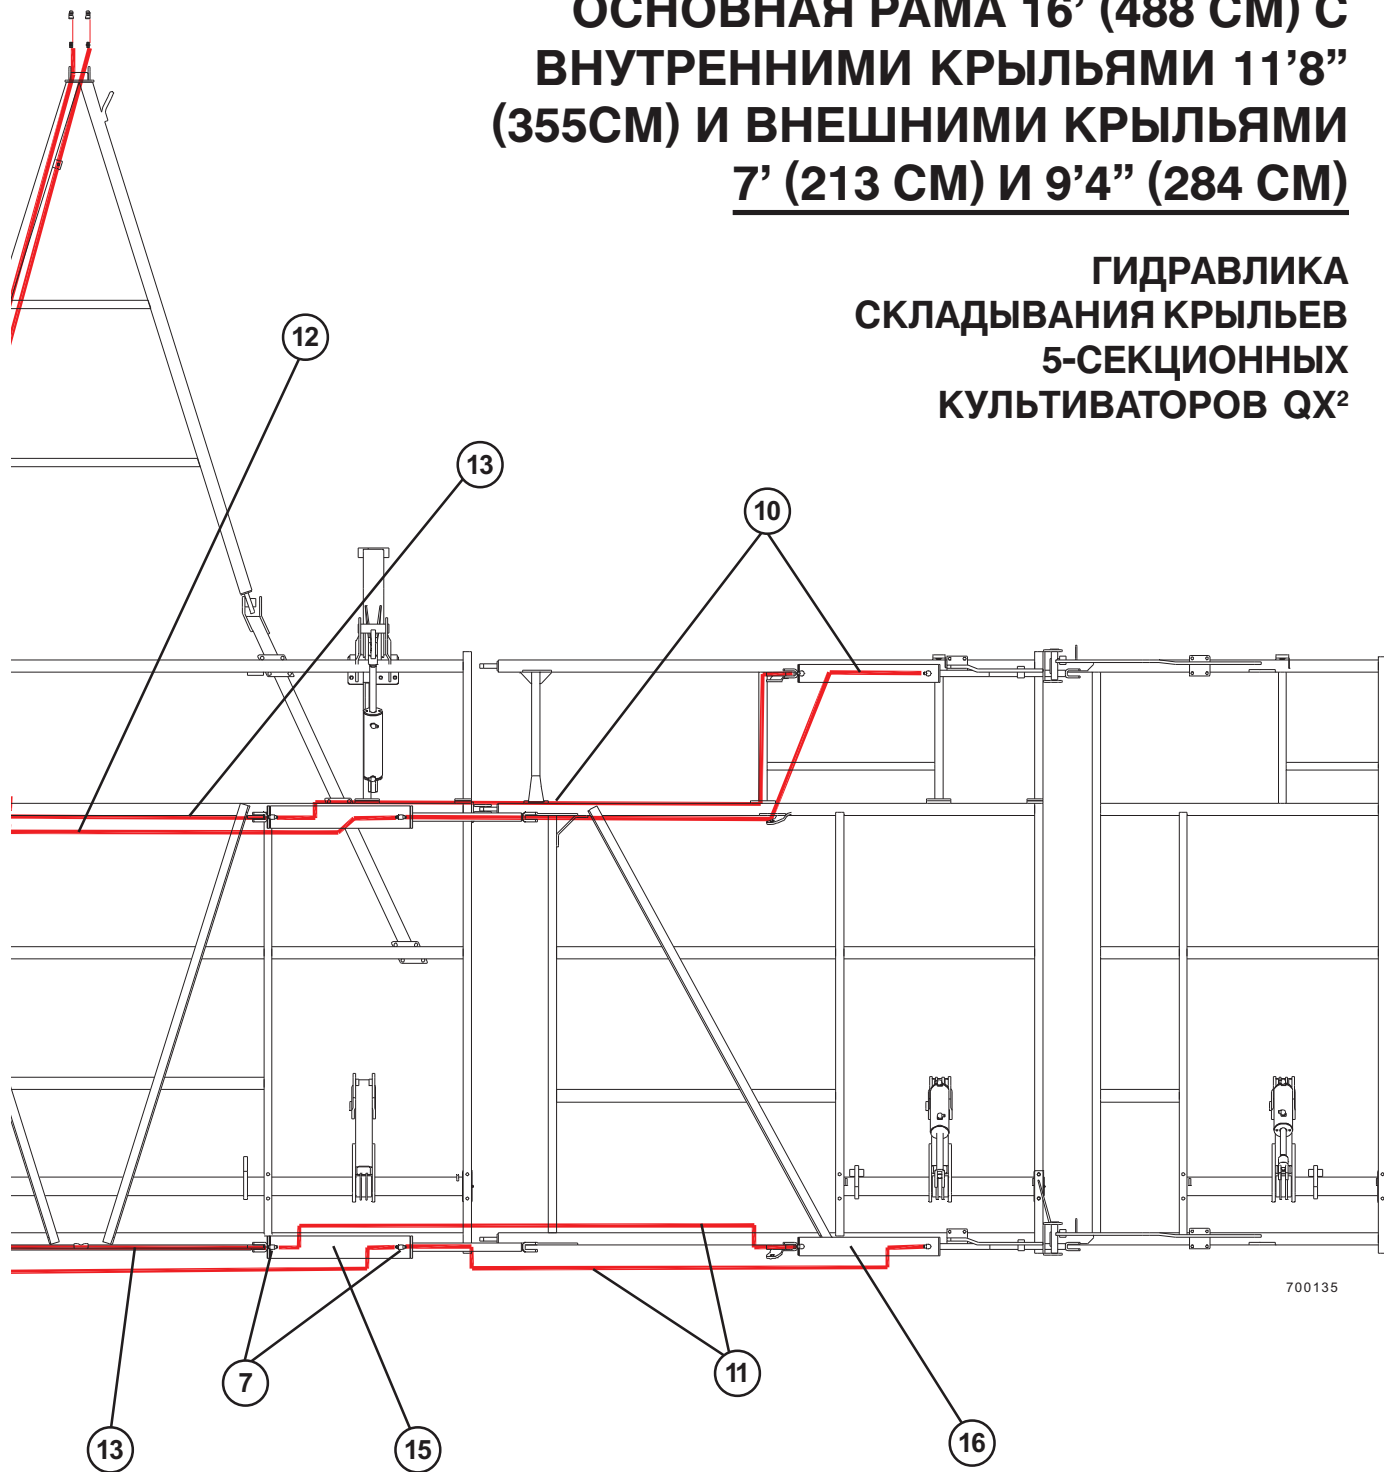 ОСНОВНАЯ РАМА 16’ (488 СМ) С
ВНУТРЕННИМИ КРЫЛЬЯМИ 11’8”
(355СМ) И ВНЕШНИМИ КРЫЛЬЯМИ
7’ (213 СМ) И 9’4” (284 СМ)
ГИДРАВЛИКА
СКЛАДЫВАНИЯ КРЫЛЬЕВ
5-СЕКЦИОННЫХ
КУЛЬТИВАТОРОВ QX²
12
13
10
700135
7
11
13
15
16